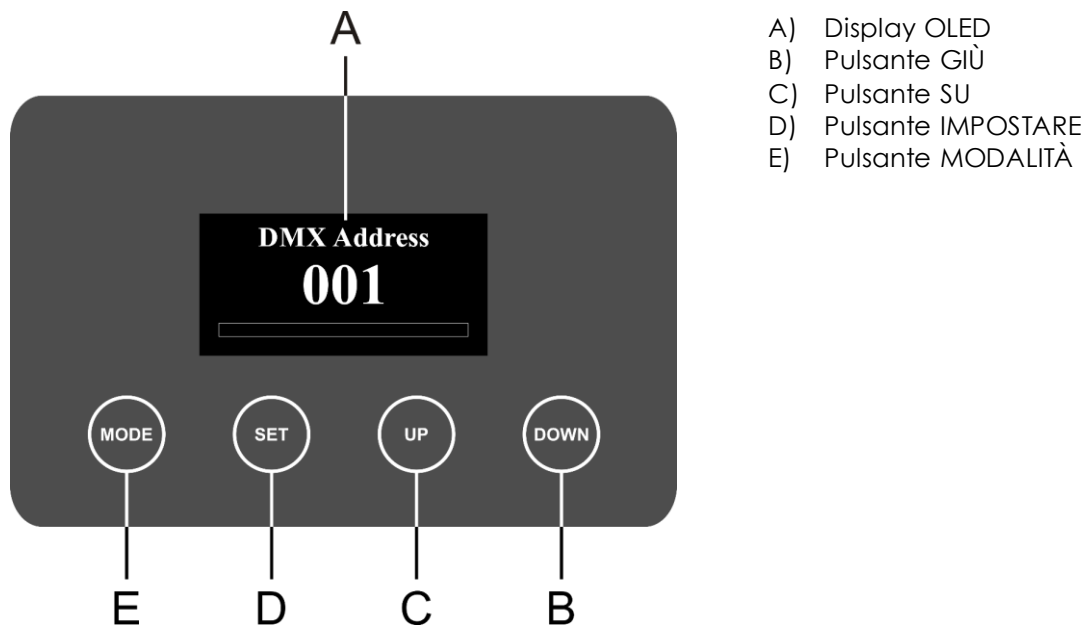 A
A) Display OLED
B) Pulsante GIÙ
C) Pulsante SU
D) Pulsante IMPOSTARE
E) Pulsante MODALITÀ
DMX Address
001
MODE SET UP DOWN
E D C B